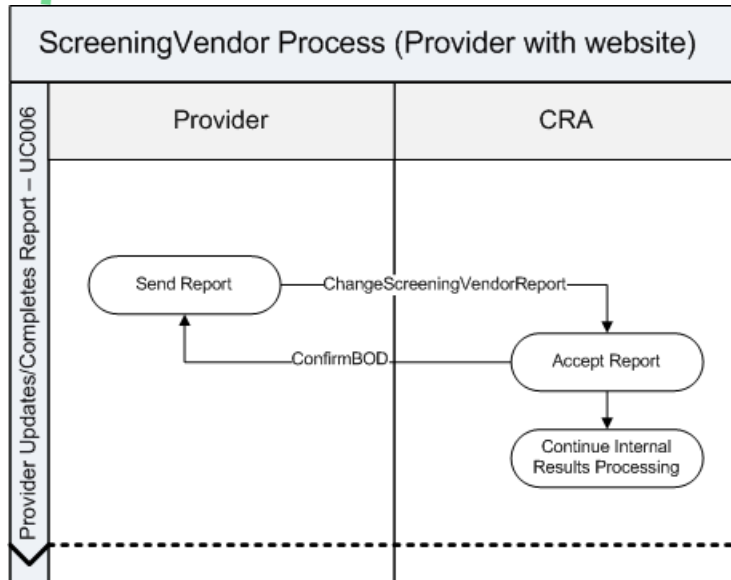 ScreeningVendor Process (Provider with website)
Provider Updates/Completes Report – UC006
Provider
CRA
Send Report
ChangeScreeningVendorReport
ConfirmBOD
Accept Report
Continue Internal
Results Processing